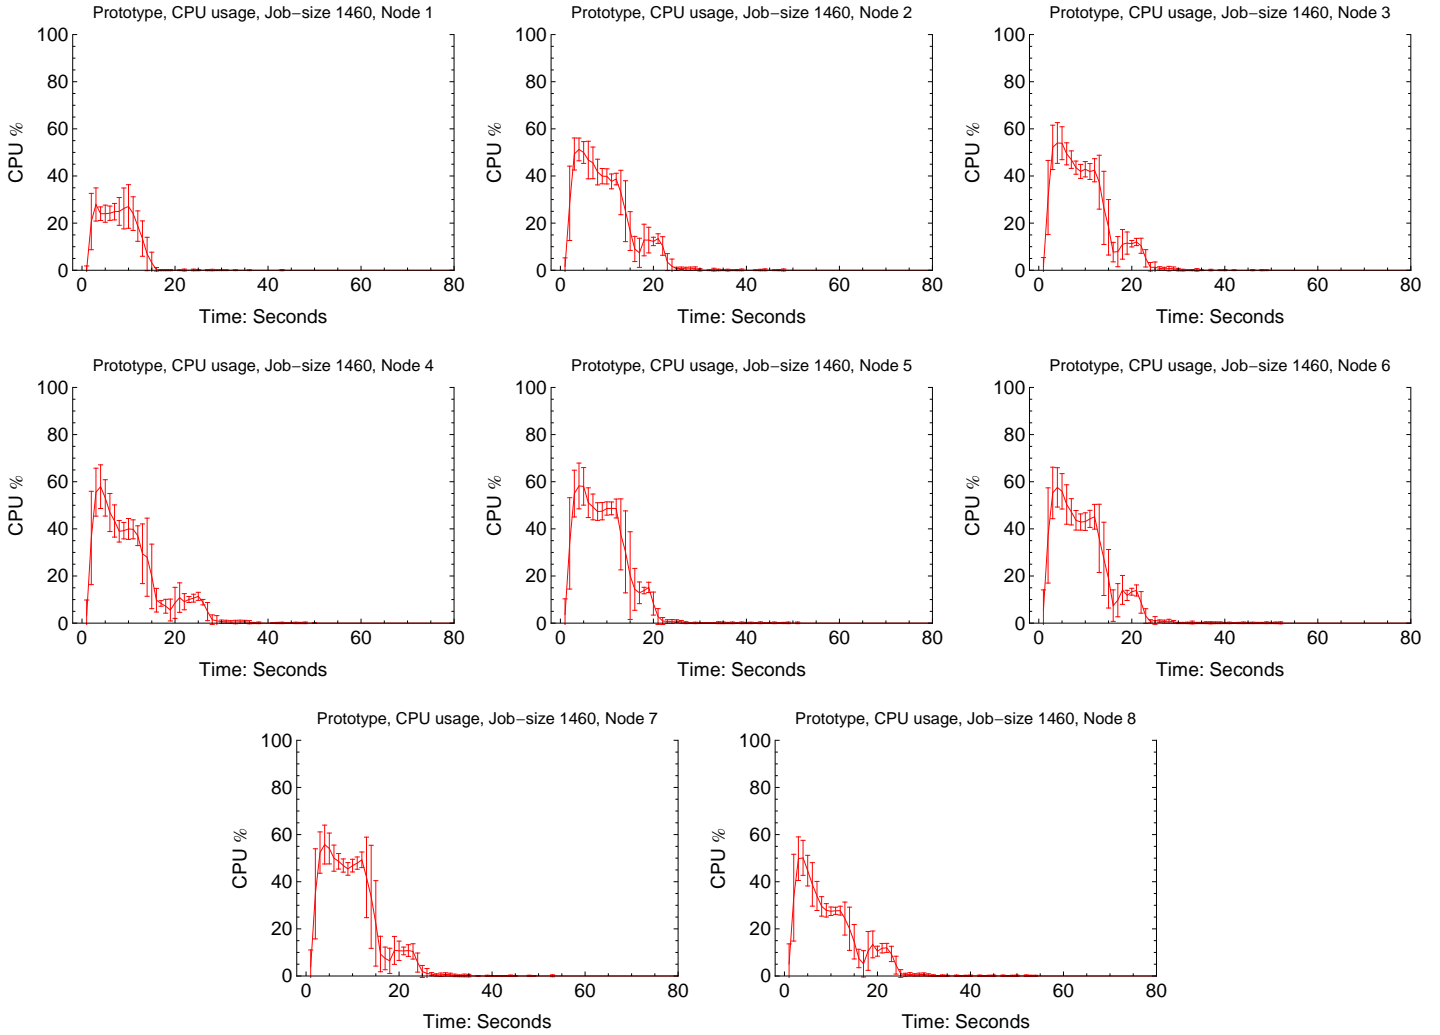 Prototype, CPU usage, Job−size 1460, Node 1
100
80
60
40
20
0
CPU %
0 20 40 60 80
Time: Seconds
Prototype, CPU usage, Job−size 1460, Node 2
100
80
60
40
20
0
CPU %
0 20 40 60 80
Time: Seconds
Prototype, CPU usage, Job−size 1460, Node 3
100
80
60
40
20
0
CPU %
0 20 40 60 80
Time: Seconds
Prototype, CPU usage, Job−size 1460, Node 4
100
80
60
40
20
0
CPU %
0 20 40 60 80
Time: Seconds
Prototype, CPU usage, Job−size 1460, Node 5
100
80
60
40
20
0
CPU %
0 20 40 60 80
Time: Seconds
Prototype, CPU usage, Job−size 1460, Node 6
100
80
60
40
20
0
CPU %
0 20 40 60 80
Time: Seconds
Prototype, CPU usage, Job−size 1460, Node 7
100
80
60
40
20
0
CPU %
0 20 40 60 80
Time: Seconds
Prototype, CPU usage, Job−size 1460, Node 8
100
80
60
40
20
0
CPU %
0 20 40 60 80
Time: Seconds